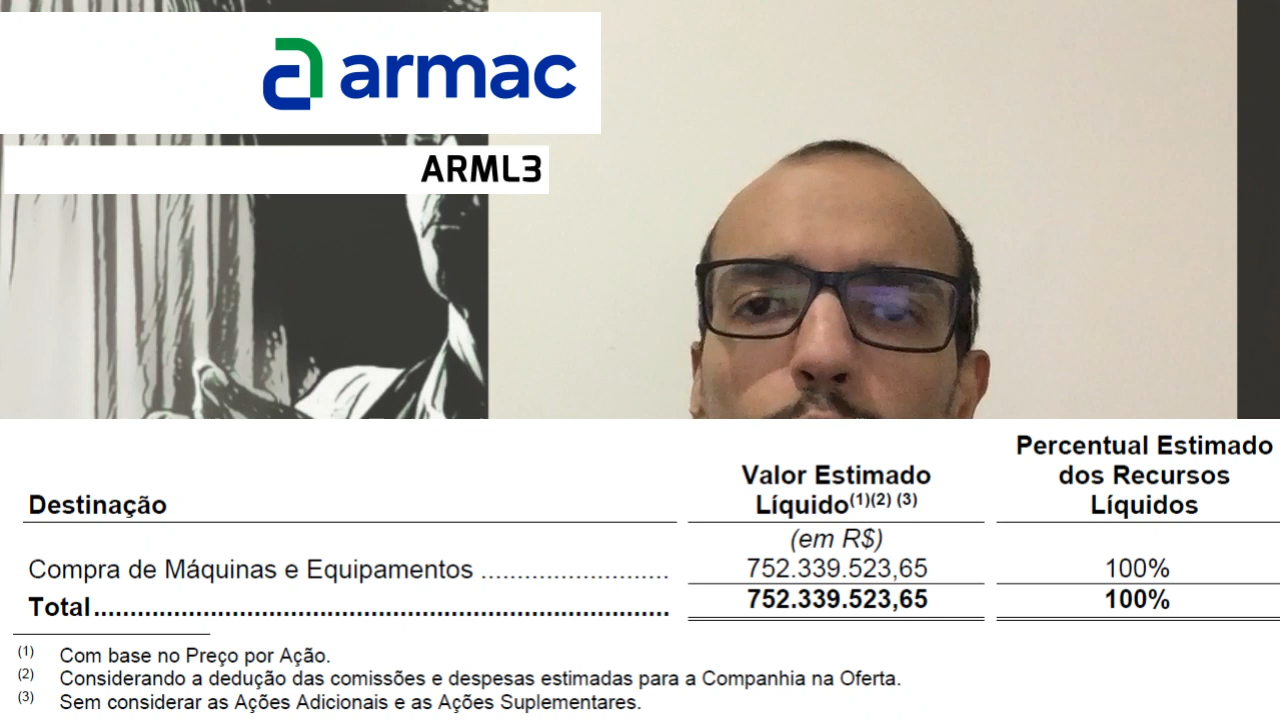 armac
ARML3
Percentual Estimado
Valor Estimado dos Recursos
Destinação Líquido(1)(2) (3) Líquidos
(em R$)
Compra de Máquinas e Equipamentos ......................... 752.339.523,65 100%
Total....................................................................... 752.339.523,65 100%
(1) Com base no Preço por Ação.
(2) Considerando a dedução das comissões e despesas estimadas para a Companhia na Oferta.
(3) Sem considerar as Ações Adicionais e as Ações Suplementares.